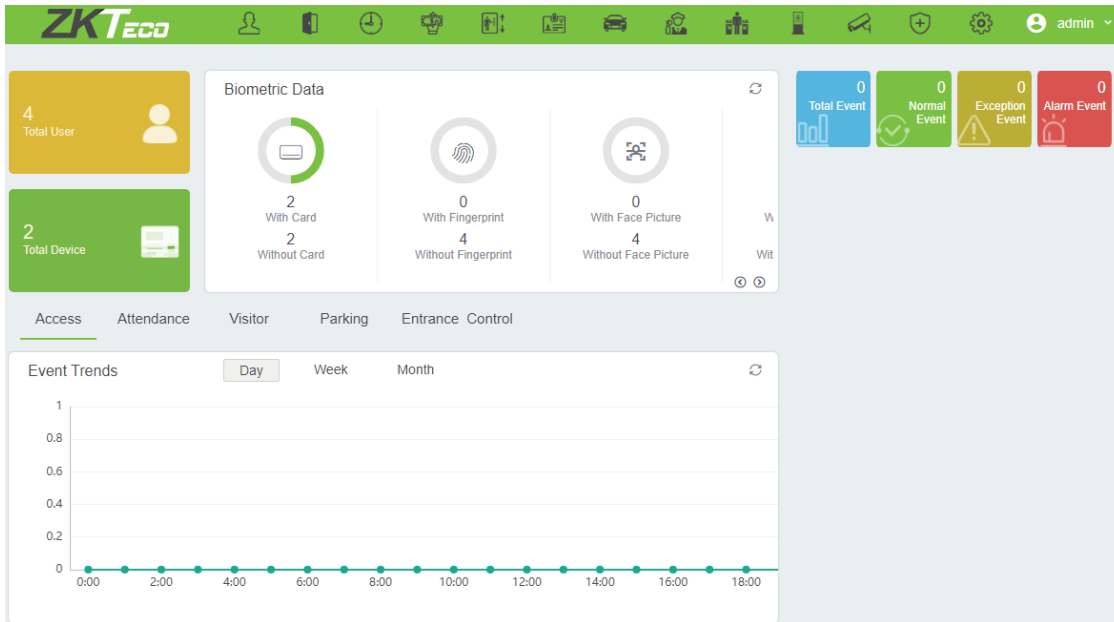 ZKTeco
admin
4
Total User
2
Total Device
Biometric Data
2
With Card
2
Without Card
0
With Fingerprint
4
Without Fingerprint
0
With Face Picture
4
Without Face Picture
Wit
0
Total Event
0
Normal
Event
0
Exception
Event
0
Alarm Event
Access Attendance Visitor Parking Entrance Control
Event Trends Day Week Month
1
0.8
0.6
0.4
0.2
0
0:00 2:00 4:00 6:00 8:00 10:00 12:00 14:00 16:00 18:00